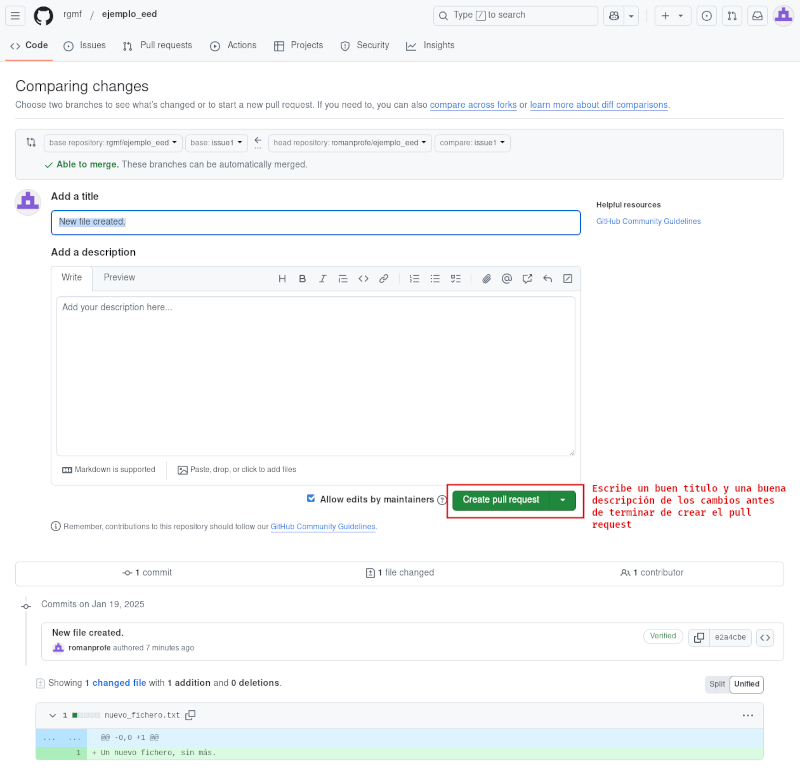 rgmf / ejemplo_eed
Type / to search
Code Issues Pull requests Actions Projects Security Insights
Comparing changes
Choose two branches to see what's changed or to start a new pull request. If you need to, you can also compare across forks or learn more about diff comparisons.
base repository: rgmf/ejemplo_eed base: issue1 head repository: romanprofe/ejemplo_eed compare: issue1
Able to merge. These branches can be automatically merged.
Add a title
New file created.
Helpful resources
GitHub Community Guidelines
Add a description
Write Preview
Add your description here...
Markdown is supported Paste, drop, or click to add files
Allow edits by maintainers Create pull request
Escribe un buen título y una buena
descripción de los cambios antes
de terminar de crear el pull
request
Remember, contributions to this repository should follow our GitHub Community Guidelines.
1 commit 1 file changed 1 contributor
Commits on Jan 19, 2025
New file created.
romanprofe authored 7 minutes ago
Verified e2a4cbe
Showing 1 changed file with 1 addition and 0 deletions.
Split Unified
1 nuevo_fichero.txt
... ... @@ -0,0 +1 @@
1 + Un nuevo fichero, sin más.